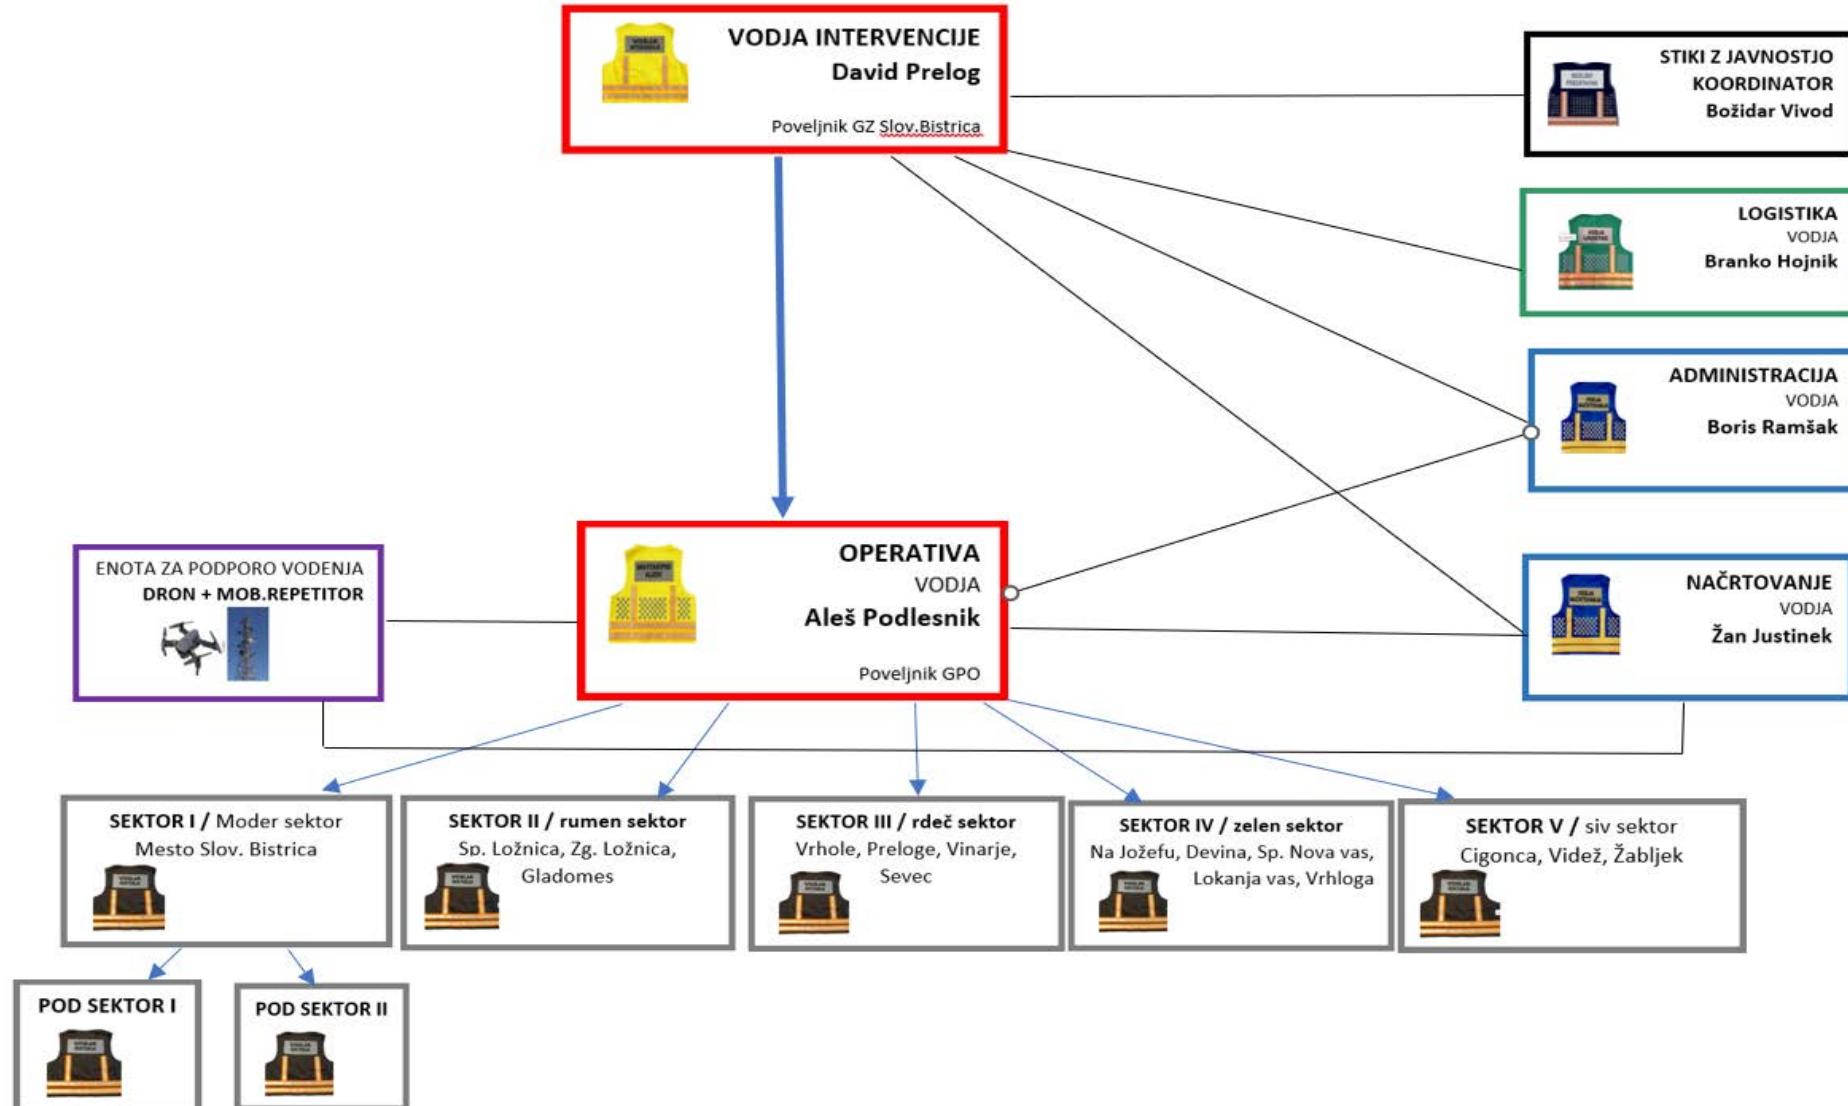 VODJA INTERVENCIJE
David Prelog
Poveljnik GZ Slov.Bistrica
STIKI Z JAVNOSTJO
KOORDINATOR
Božidar Vivod
LOGISTIKA
VODJA
Branko Hojnik
ADMINISTRACIJA
VODJA
Boris Ramšak
ENOTA ZA PODPORO VODENJA
DRON + MOB.REPETITOR
OPERATIVA
VODJA
Aleš Podlesnik
Poveljnik GPO
NAČRTOVANJE
VODJA
Žan Justinek
SEKTOR I / Moder sektor
Mesto Slov. Bistrica
SEKTOR II / rumen sektor
Sp. Ložnica, Zg. Ložnica,
Gladomes
SEKTOR III / rdeč sektor
Vrhole, Preloge, Vinarje,
Sevec
SEKTOR IV / zelen sektor
Na Jožefu, Devina, Sp. Nova vas,
Lokanja vas, Vrhloga
SEKTOR V / siv sektor
Cigonca, Videž, Žabljek
POD SEKTOR I
POD SEKTOR II